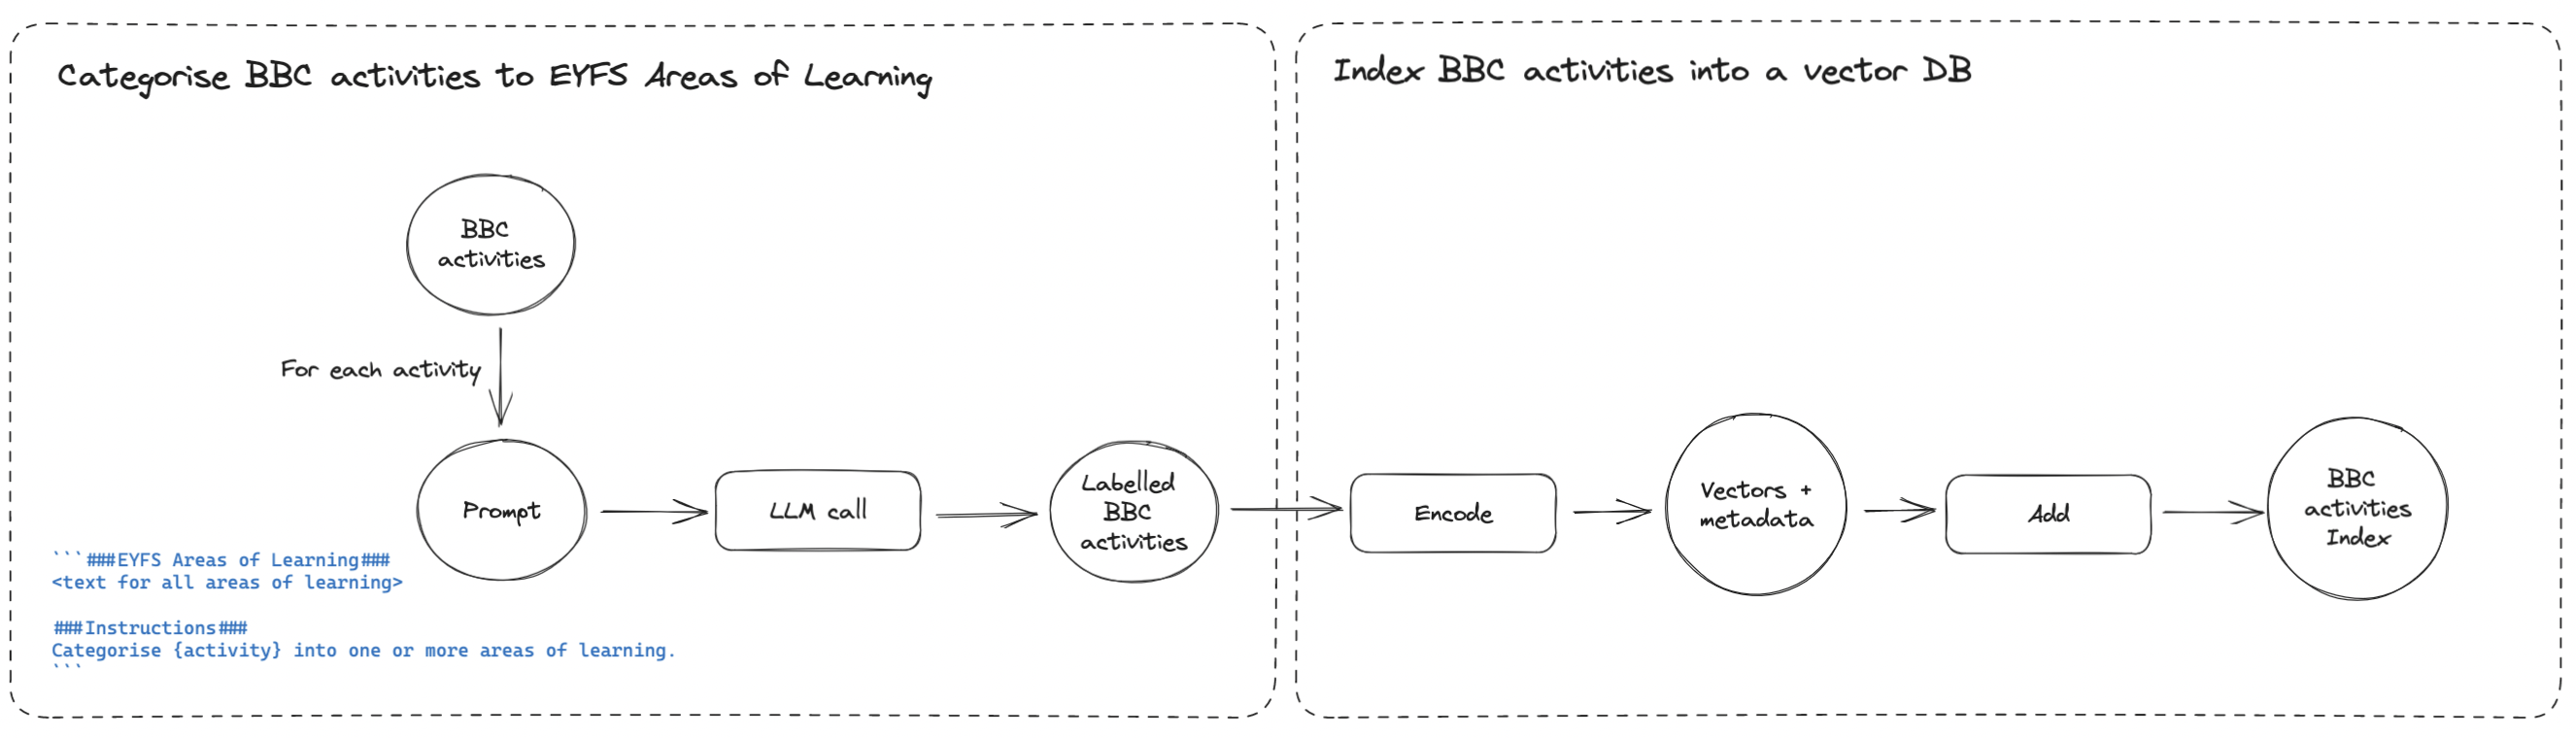 Categorise BBC activities to EYFS Areas of Learning
BBC
activities
For each activity
Prompt
LLM call
Labelled
BBC
activities
```###EYFS Areas of Learning###
<text for all areas of learning>
###Instructions###
Categorise {activity} into one or more areas of learning.
```
Index BBC activities into a vector DB
Encode
Vectors +
metadata
Add
BBC
activities
Index